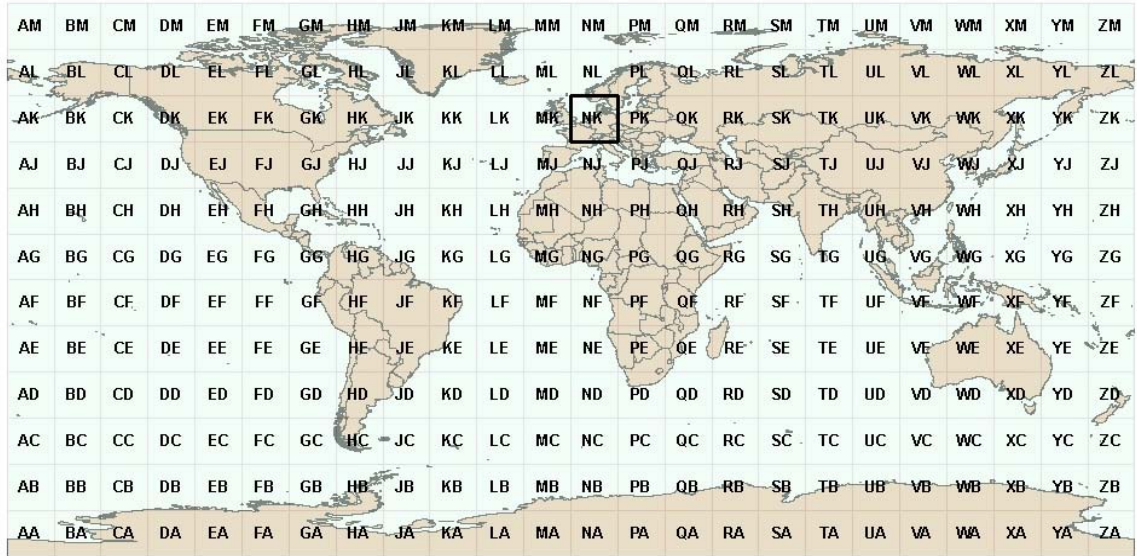 AM BM CM DM EM FM GM HM JM KM LM MM NM PM QM RM SM TM UM VM WM XM YM ZM
AL BL CL DL EL FL GL HL JL KL LL ML NL PL QL RL SL TL UL VL WL XL YL ZL
AK BK CK DK EK FK GK HK JK KK LK MK NK PK QK RK SK TK UK VK WK XK YK ZK
AJ BJ CJ DJ EJ FJ GJ HJ JJ KJ LJ MJ NJ PJ QJ RJ SJ TJ UJ VJ WJ XJ YJ ZJ
AH BH CH DH EH FH GH HH JH KH LH MH NH PH QH RH SH TH UH VH WH XH YH ZH
AG BG CG DG EG FG GG HG JG KG LG MG NG PG QG RG SG TG UG VG WG XG YG ZG
AF BF CF DF EF FF GF HF JF KF LF MF NF PF QF RF SF TF UF VF WF XF YF ZF
AE BE CE DE EE FE GE HE JE KE LE ME NE PE QE RE SE TE UE VE WE XE YE ZE
AD BD CD DD ED FD GD HD JD KD LD MD ND PD QD RD SD TD UD VD WD XD YD ZD
AC BC CC DC EC FC GC HC JC KC LC MC NC PC QC RC SC TC UC VC WC XC YC ZC
AB BB CB DB EB FB GB HB JB KB LB MB NB PB QB RB SB TB UB VB WB XB YB ZB
AA BA CA DA EA FA GA HA JA KA LA MA NA PA QA RA SA TA UA VA WA XA YA ZA